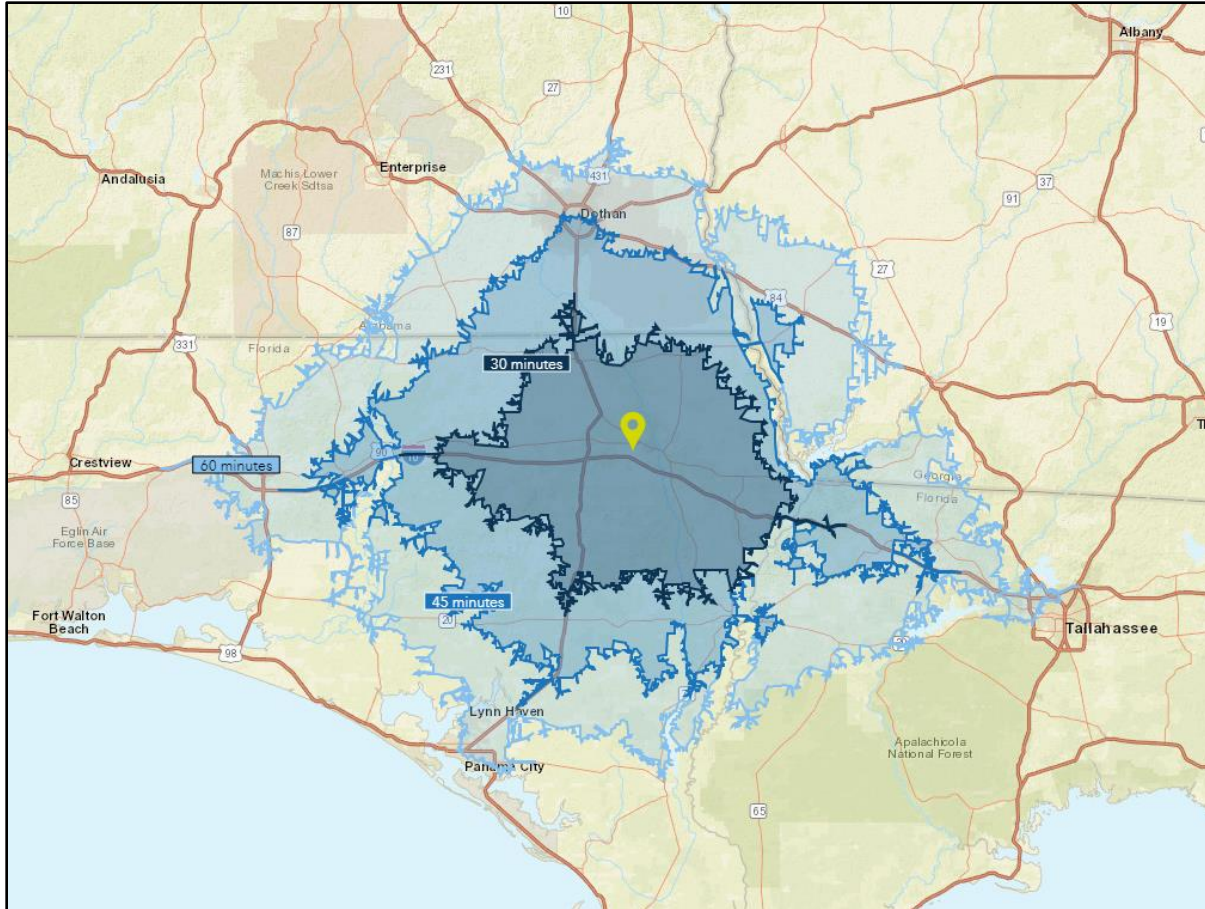 10
Albany
231
27
Enterprise
Andalusia
Machis Lower
Creek Sdtsa
431
37
91
Dothan
87
27
84
Alabama
19
331
Florida
30 minutes
Crestview
60 minutes
90
10
85
Georgia
Florida
Eglin Air
Force Base
45 minutes
Fort Walton
Beach
20
Tallahassee
20
98
Lynn Haven
Apalachicola
National Forest
Panama City
65